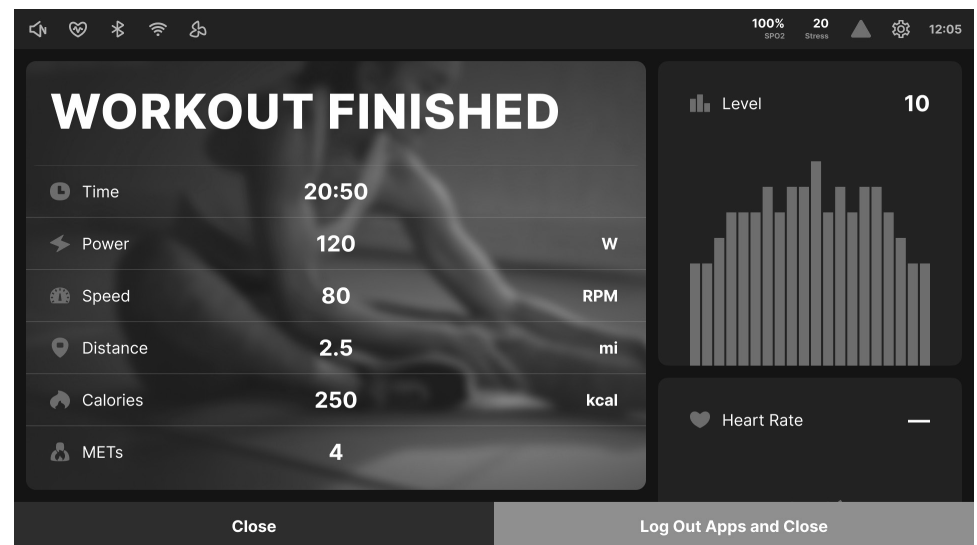 100% 20 12:05
SPO2 Stress
WORKOUT FINISHED
Time 20:50
Power 120 W
Speed 80 RPM
Distance 2.5 mi
Calories 250 kcal
METs 4
Level 10
Heart Rate —
Close
Log Out Apps and Close